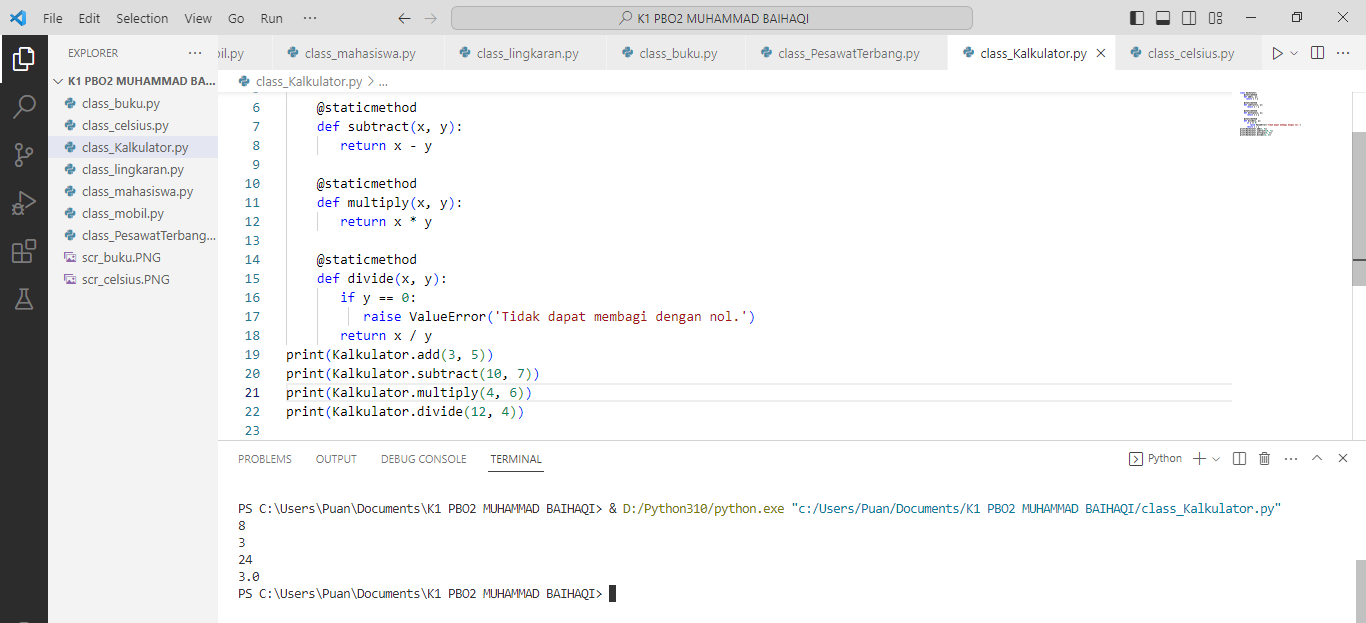 File Edit Selection View Go Run ··· K1 PBO2 MUHAMMAD BAIHAQI
EXPLORER ···
il.py class_mahasiswa.py class_lingkaran.py class_buku.py class_PesawatTerbang.py class_Kalkulator.py class_celsius.py ···
K1 PBO2 MUHAMMAD BA...
class_buku.py
class_celsius.py
class_Kalkulator.py
class_lingkaran.py
class_mahasiswa.py
class_mobil.py
class_PesawatTerbang...
scr_buku.PNG
scr_celsius.PNG
class_Kalkulator.py > ...
6 @staticmethod
7 def subtract(x, y):
8 return x - y
9
10 @staticmethod
11 def multiply(x, y):
12 return x * y
13
14 @staticmethod
15 def divide(x, y):
16 if y == 0:
17 raise ValueError('Tidak dapat membagi dengan nol.')
18 return x / y
19 print(Kalkulator.add(3, 5))
20 print(Kalkulator.subtract(10, 7))
21 print(Kalkulator.multiply(4, 6))
22 print(Kalkulator.divide(12, 4))
23
PROBLEMS OUTPUT DEBUG CONSOLE TERMINAL Python ···
PS C:\Users\Puan\Documents\K1 PBO2 MUHAMMAD BAIHAQI> & D:/Python310/python.exe "c:/Users/Puan/Documents/K1 PBO2 MUHAMMAD BAIHAQI/class_Kalkulator.py"
8
3
24
3.0
PS C:\Users\Puan\Documents\K1 PBO2 MUHAMMAD BAIHAQI>